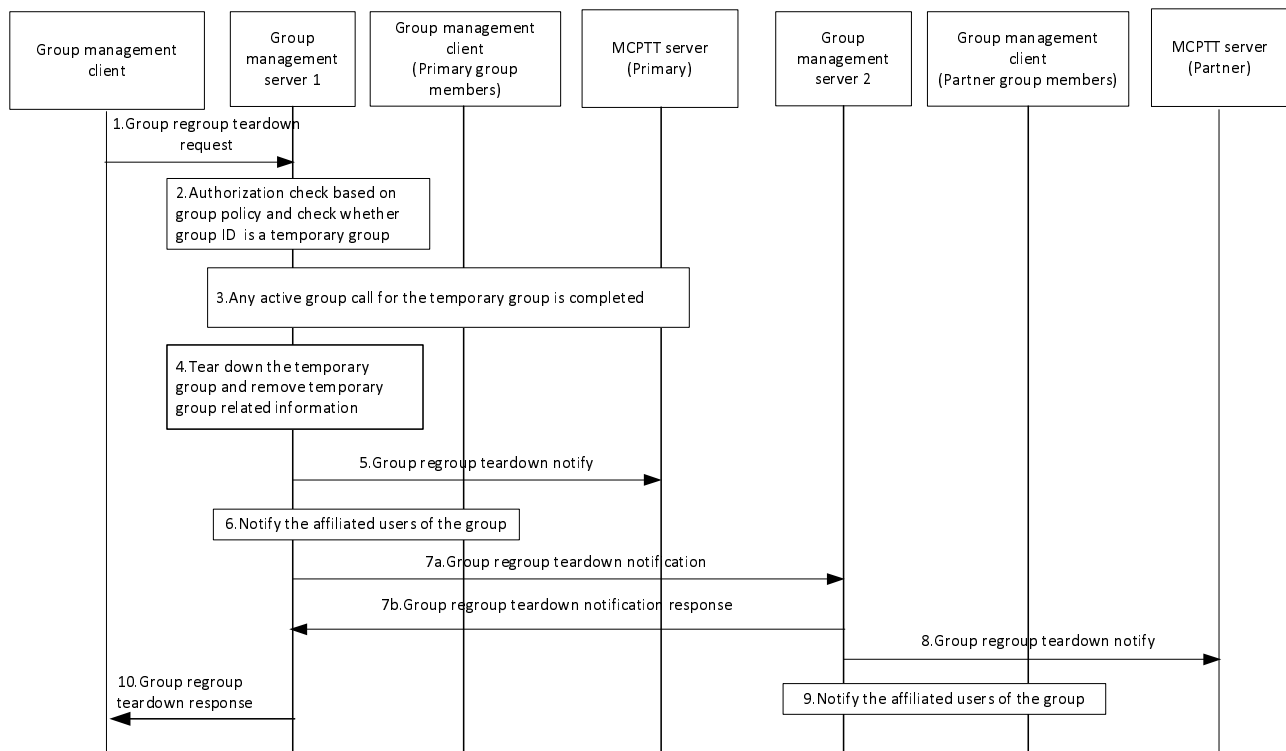 Group management
client
Group
management
server 1
Group management
client
(Primary group
members)
MCPTT server
(Primary)
Group
management
server 2
Group management
client
(Partner group members)
MCPTT server
(Partner)
1.Group regroup teardown
request
2.Authorization check based on
group policy and check whether
group ID is a temporary group
3.Any active group call for the temporary group is completed
4.Tear down the temporary
group and remove temporary
group related information
5.Group regroup teardown notify
6.Notify the affiliated users of the group
7a.Group regroup teardown notification
7b.Group regroup teardown notification response
8.Group regroup teardown notify
9.Notify the affiliated users of the group
10.Group regroup
teardown response